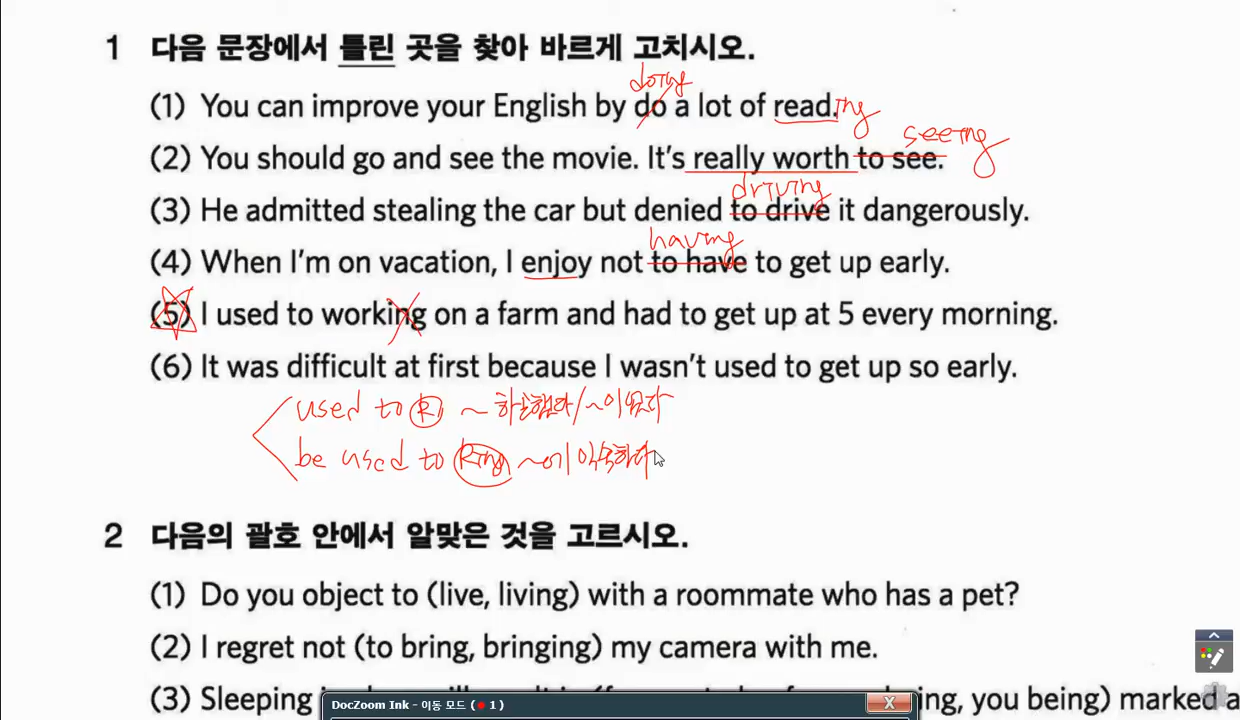 1 다음 문장에서 틀린 곳을 찾아 바르게 고치시오.
doing
(1) You can improve your English by do a lot of read.ing
seeing
(2) You should go and see the movie. It's really worth to see.
driving
(3) He admitted stealing the car but denied to drive it dangerously.
having
(4) When I'm on vacation, I enjoy not to have to get up early.
(5) I used to working on a farm and had to get up at 5 every morning.
(6) It was difficult at first because I wasn't used to get up so early.
used to R ~
be used to Ring ~에 익숙하다
2 다음의 괄호 안에서 알맞은 것을 고르시오.
(1) Do you object to (live, living) with a roommate who has a pet?
(2) I regret not (to bring, bringing) my camera with me.
(3) Sleeping ing, you being) marked a
DocZoom Ink - 이동 모드 ( 1 )